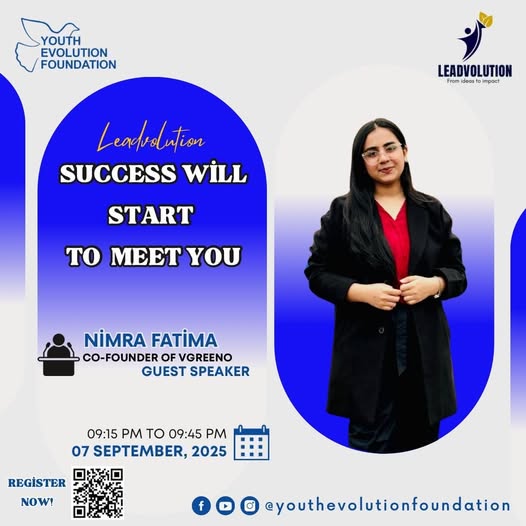 YOUTH
EVOLUTION
FOUNDATION
LEADVOLUTION
From ideas to impact
Leadvolution
SUCCESS WİLL
START
TO MEET YOU
NİMRA FATİMA
CO-FOUNDER OF VGREENO
GUEST SPEAKER
09:15 PM TO 09:45 PM
07 SEPTEMBER, 2025
REGİSTER
NOW!
@youthevolutionfoundation